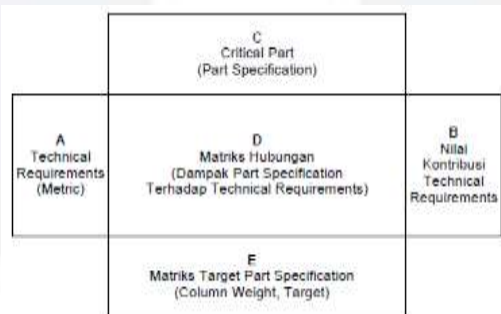 C
Critical Part
(Part Specification)
A
Technical
Requirements
(Metric)
D
Matriks Hubungan
(Dampak Part Specification
Terhadap Technical Requirements)
B
Nilai
Kontribusi
Technical
Requirements
E
Matriks Target Part Specification
(Column Weight, Target)